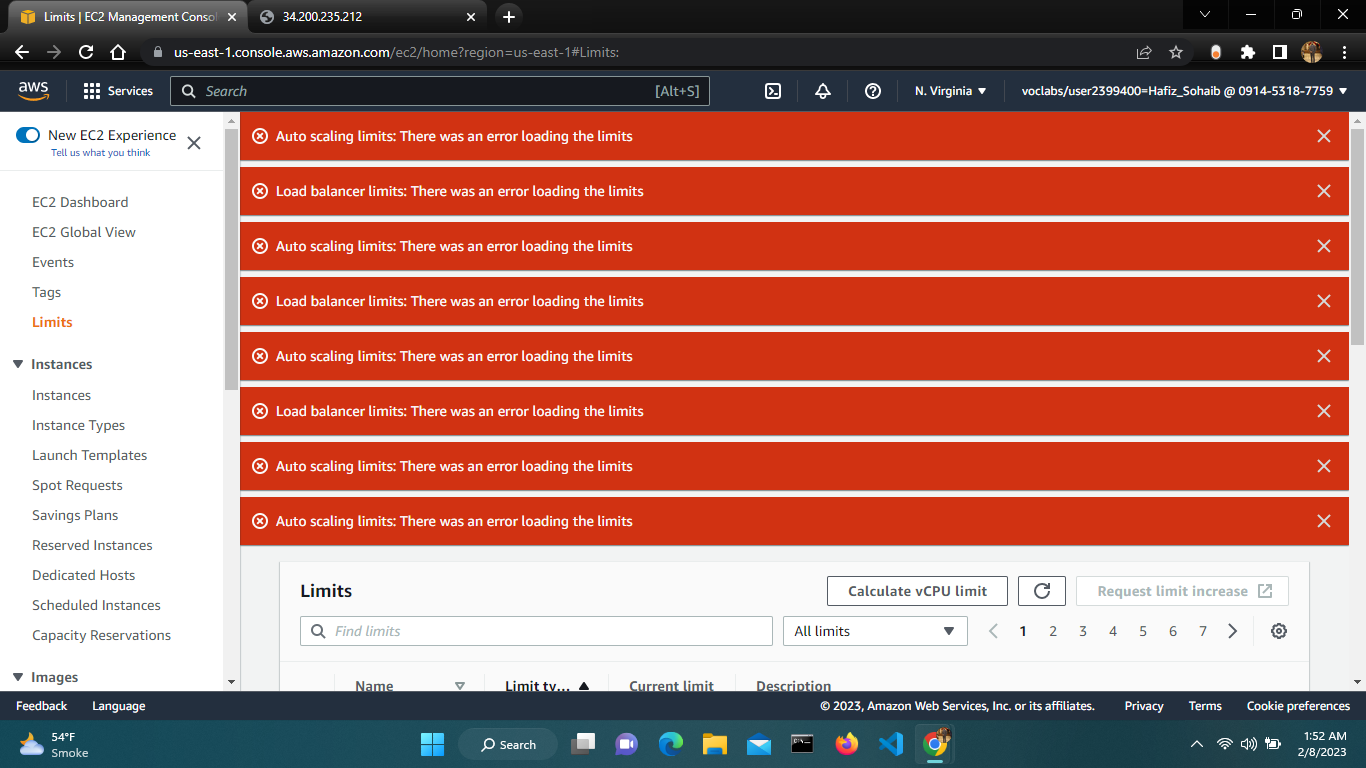 Limits | EC2 Management Consol
34.200.235.212
us-east-1.console.aws.amazon.com/ec2/home?region=us-east-1#Limits:
aws
Services
Search
[Alt+S]
N. Virginia
voclabs/user2399400=Hafiz_Sohaib @ 0914-5318-7759
New EC2 Experience
Tell us what you think
EC2 Dashboard
EC2 Global View
Events
Tags
Limits
Instances
Instances
Instance Types
Launch Templates
Spot Requests
Savings Plans
Reserved Instances
Dedicated Hosts
Scheduled Instances
Capacity Reservations
Images
Auto scaling limits: There was an error loading the limits
Load balancer limits: There was an error loading the limits
Auto scaling limits: There was an error loading the limits
Load balancer limits: There was an error loading the limits
Auto scaling limits: There was an error loading the limits
Load balancer limits: There was an error loading the limits
Auto scaling limits: There was an error loading the limits
Auto scaling limits: There was an error loading the limits
Limits
Calculate vCPU limit
Request limit increase
Find limits
All limits
1 2 3 4 5 6 7
Name
Limit ty...
Current limit
Description
Feedback
Language
© 2023, Amazon Web Services, Inc. or its affiliates.
Privacy
Terms
Cookie preferences
54°F
Smoke
Search
1:52 AM
2/8/2023